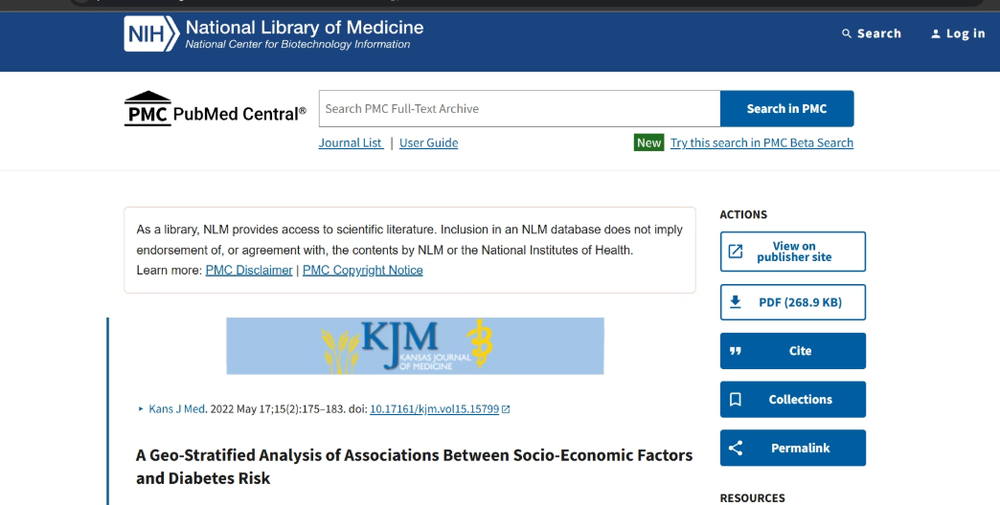 NIH National Library of Medicine
National Center for Biotechnology Information
Search Log in
PMC PubMed Central®
Search PMC Full-Text Archive
Search in PMC
Journal List | User Guide
New Try this search in PMC Beta Search
As a library, NLM provides access to scientific literature. Inclusion in an NLM database does not imply
endorsement of, or agreement with, the contents by NLM or the National Institutes of Health.
Learn more: PMC Disclaimer | PMC Copyright Notice
KJM
KANSAS JOURNAL
OF MEDICINE
Kans J Med. 2022 May 17;15(2):175–183. doi: 10.17161/kjm.vol15.15799
A Geo-Stratified Analysis of Associations Between Socio-Economic Factors
and Diabetes Risk
ACTIONS
View on
publisher site
PDF (268.9 KB)
Cite
Collections
Permalink
RESOURCES